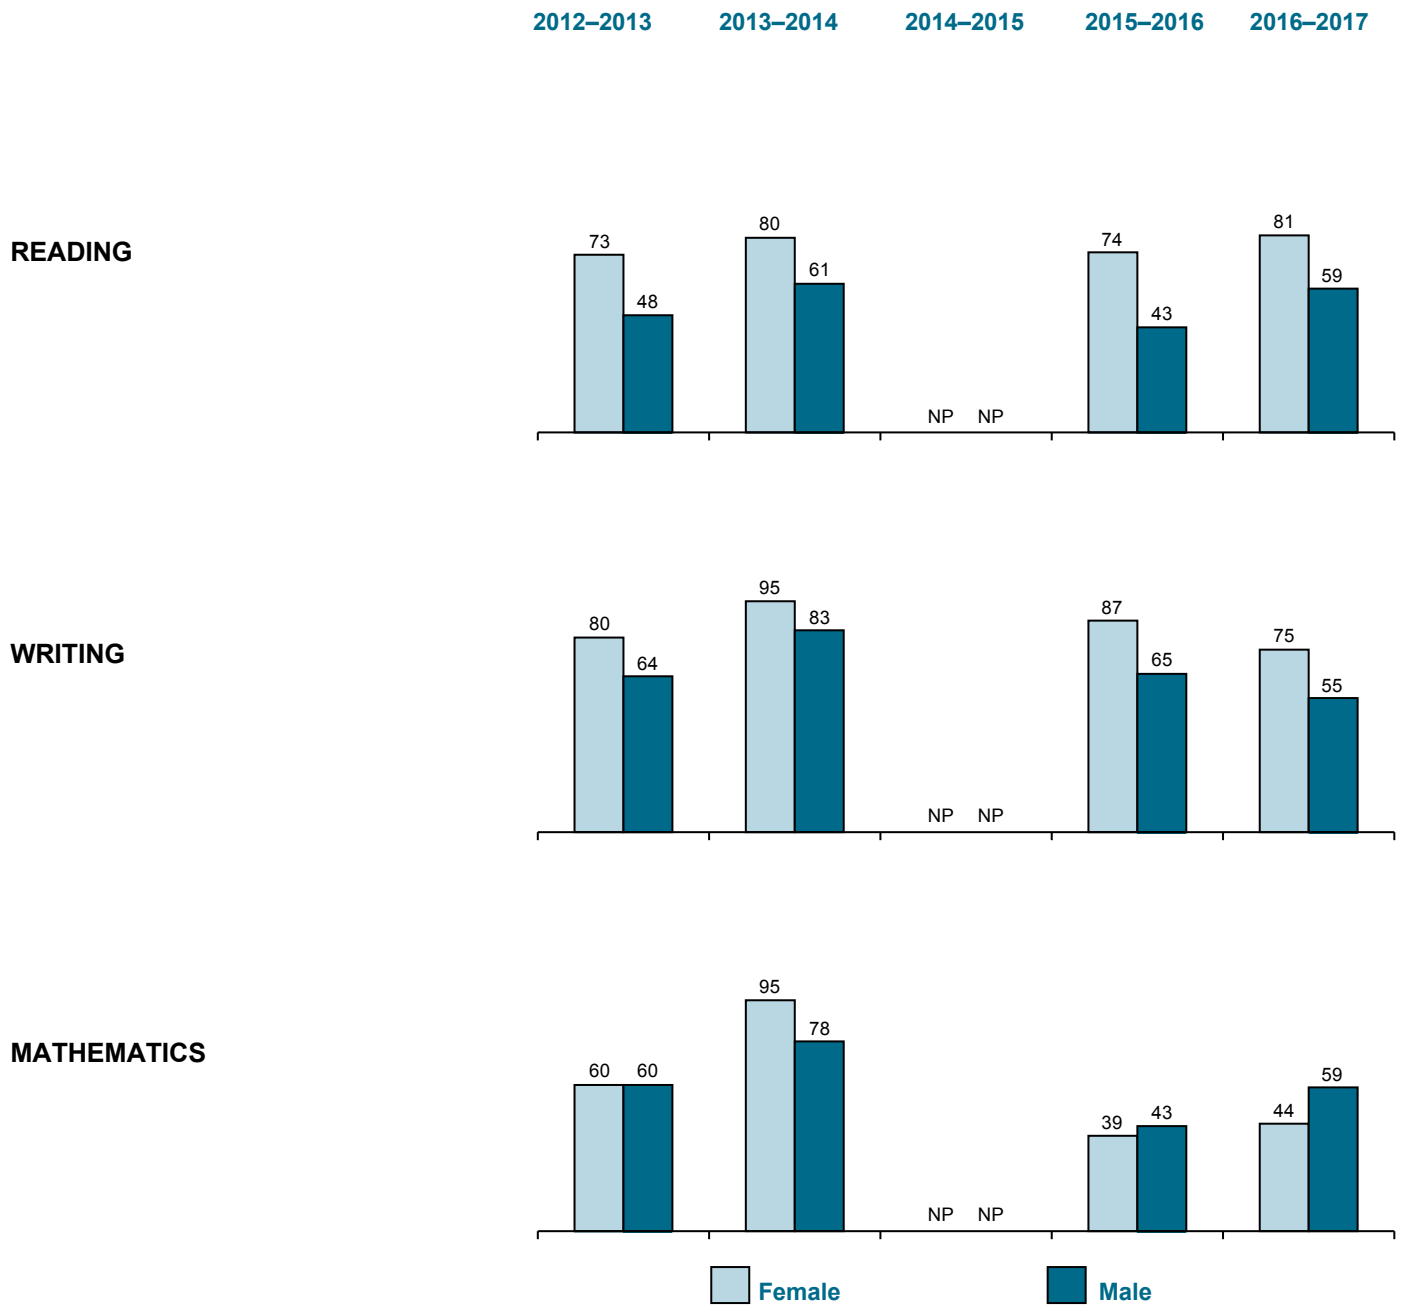 2012–2013 2013–2014 2014–2015 2015–2016 2016–2017
READING
73 48 80 61 NP NP 74 43 81 59
WRITING
80 64 95 83 NP NP 87 65 75 55
MATHEMATICS
60 60 95 78 NP NP 39 43 44 59
Female Male